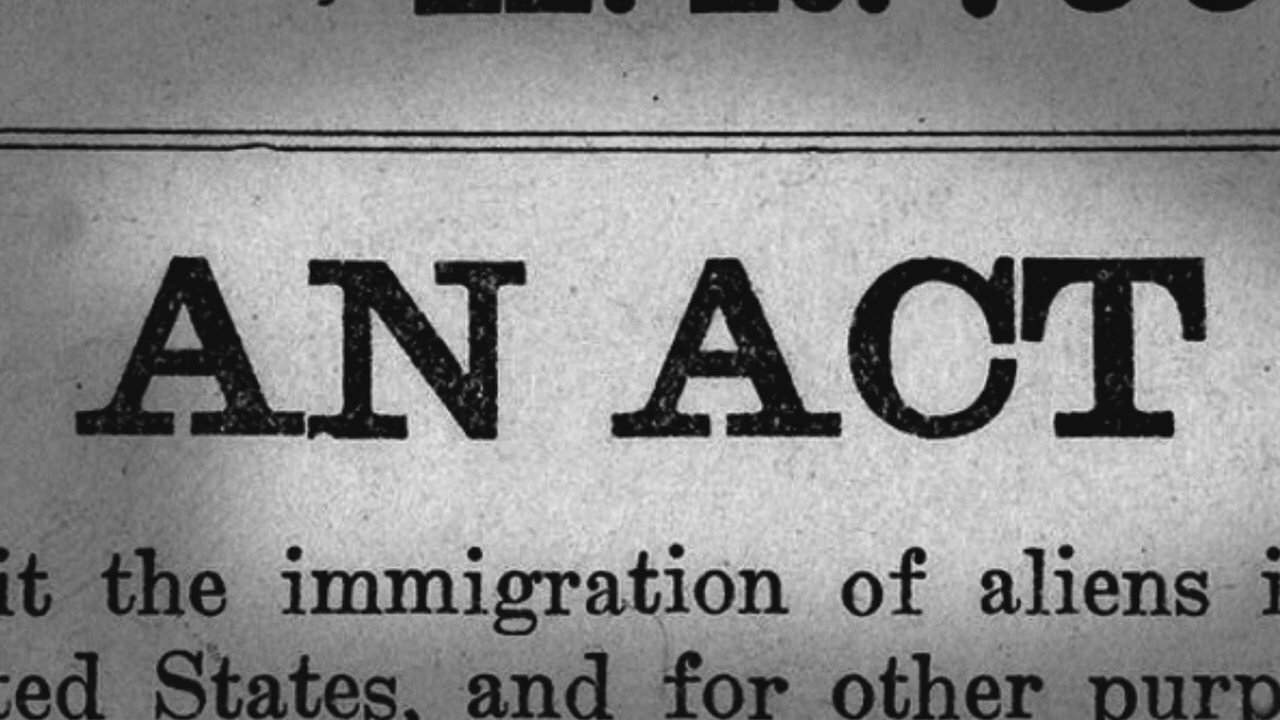 AN ACT
it the immigration of aliens i
ted States, and for other purp